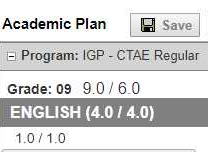 Academic Plan Save
Program: IGP - CTAE Regular
Grade: 09 9.0 / 6.0
ENGLISH (4.0 / 4.0)
1.0 / 1.0